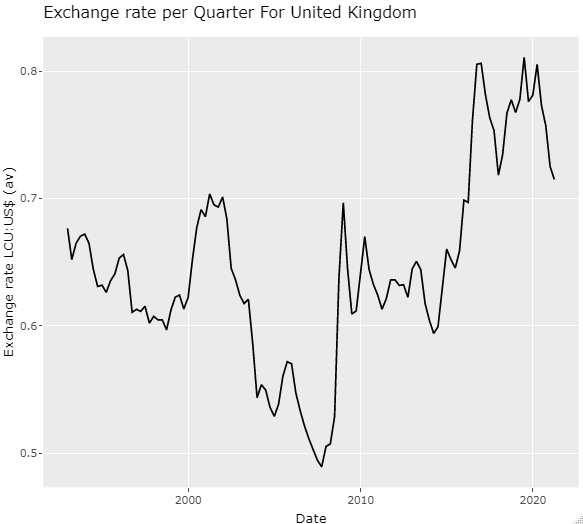 Exchange rate per Quarter For United Kingdom
Exchange rate LCU:US$ (av)
0.8
0.7
0.6
0.5
2000
2010
2020
Date